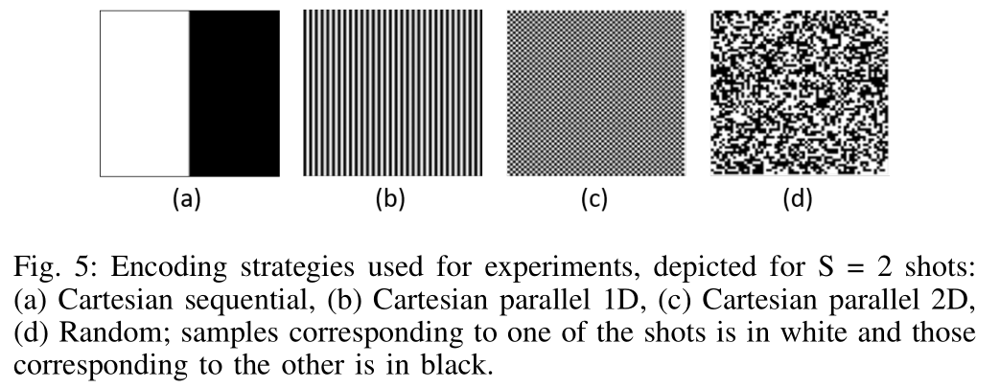 (a) (b) (c) (d)
Fig. 5: Encoding strategies used for experiments, depicted for S = 2 shots:
(a) Cartesian sequential, (b) Cartesian parallel 1D, (c) Cartesian parallel 2D,
(d) Random; samples corresponding to one of the shots is in white and those
corresponding to the other is in black.